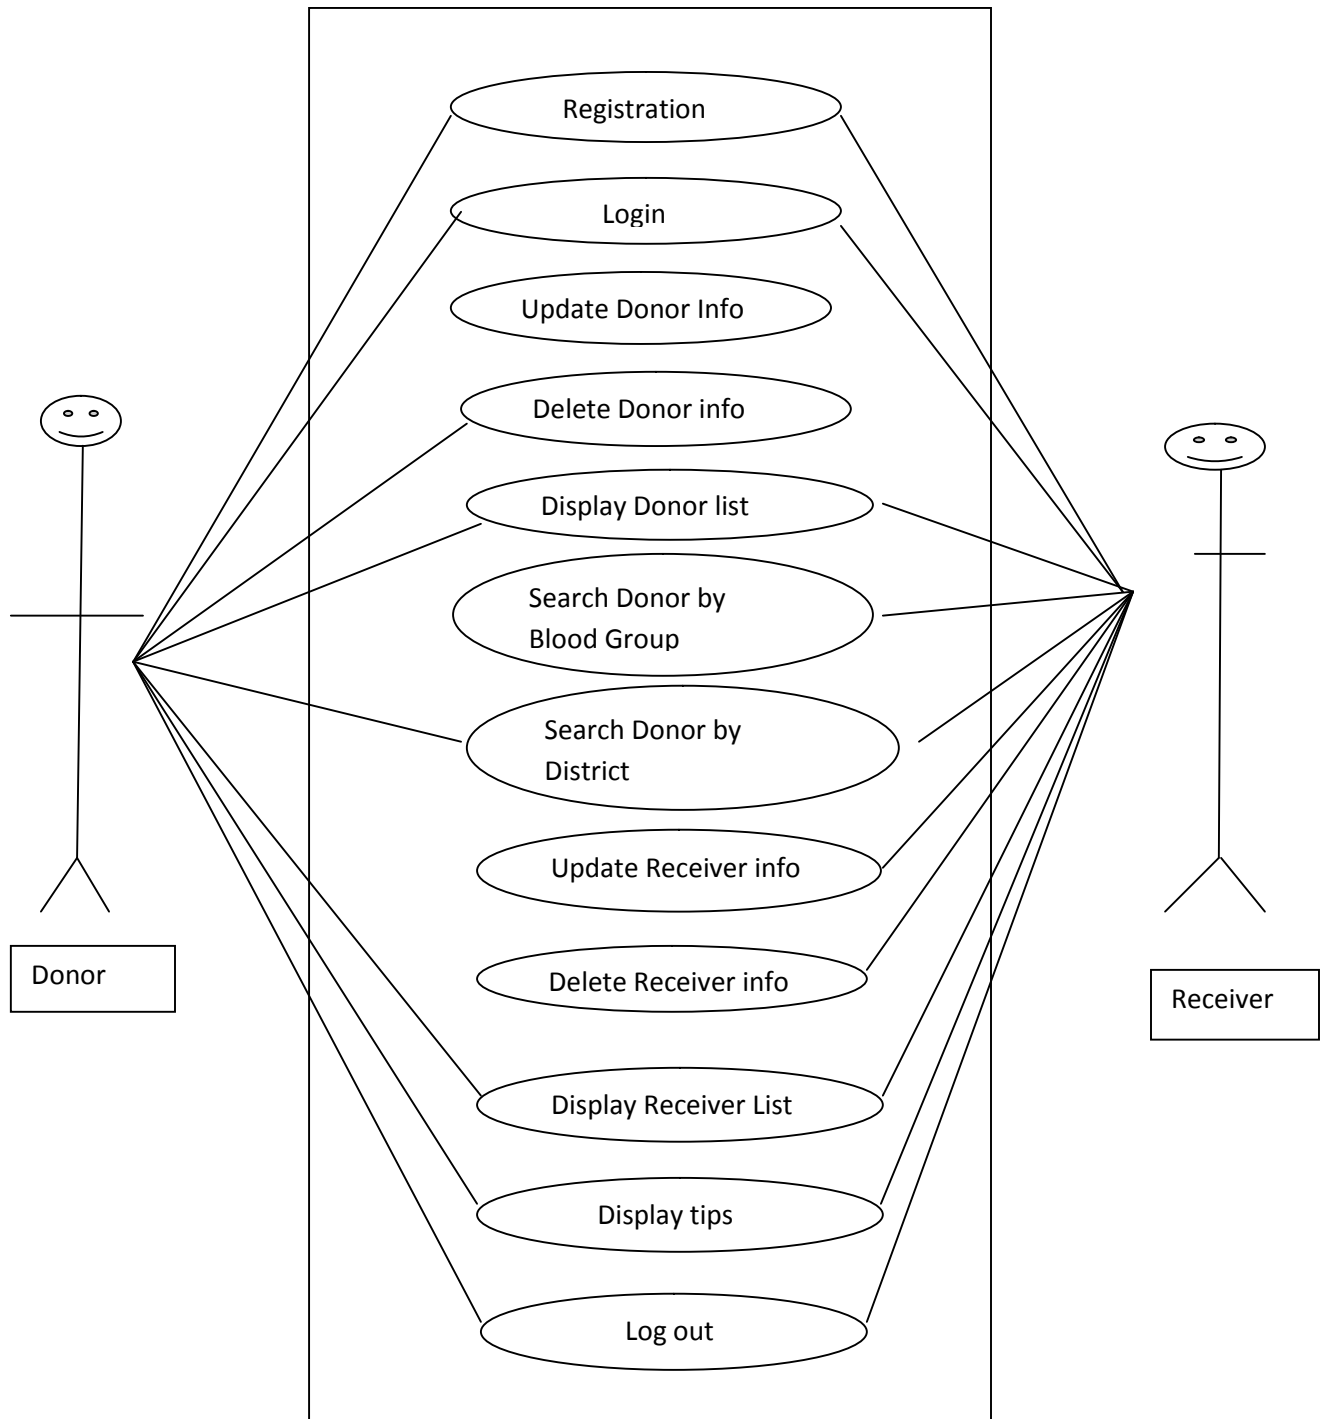 Registration
Login
Update Donor Info
Delete Donor info
Display Donor list
Search Donor by
Blood Group
Search Donor by
District
Update Receiver info
Delete Receiver info
Donor
Receiver
Display Receiver List
Display tips
Log out